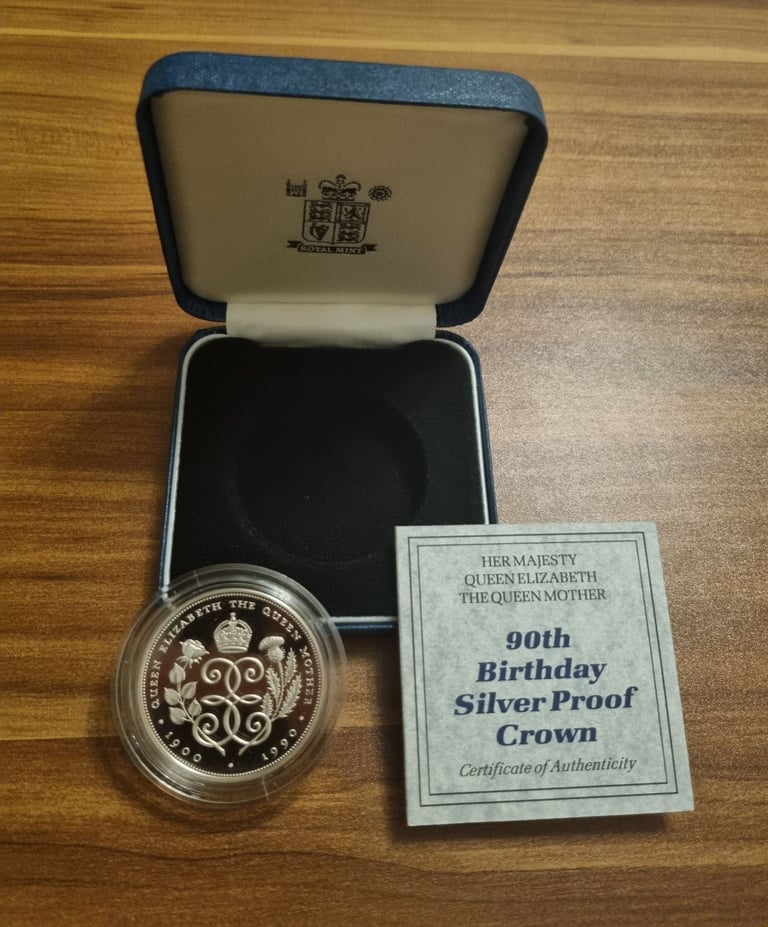 ROYAL MINT
QUEEN ELIZABETH THE QUEEN MOTHER
1900
1990
HER MAJESTY
QUEEN ELIZABETH
THE QUEEN MOTHER
90th
Birthday
Silver Proof
Crown
Certificate of Authenticity